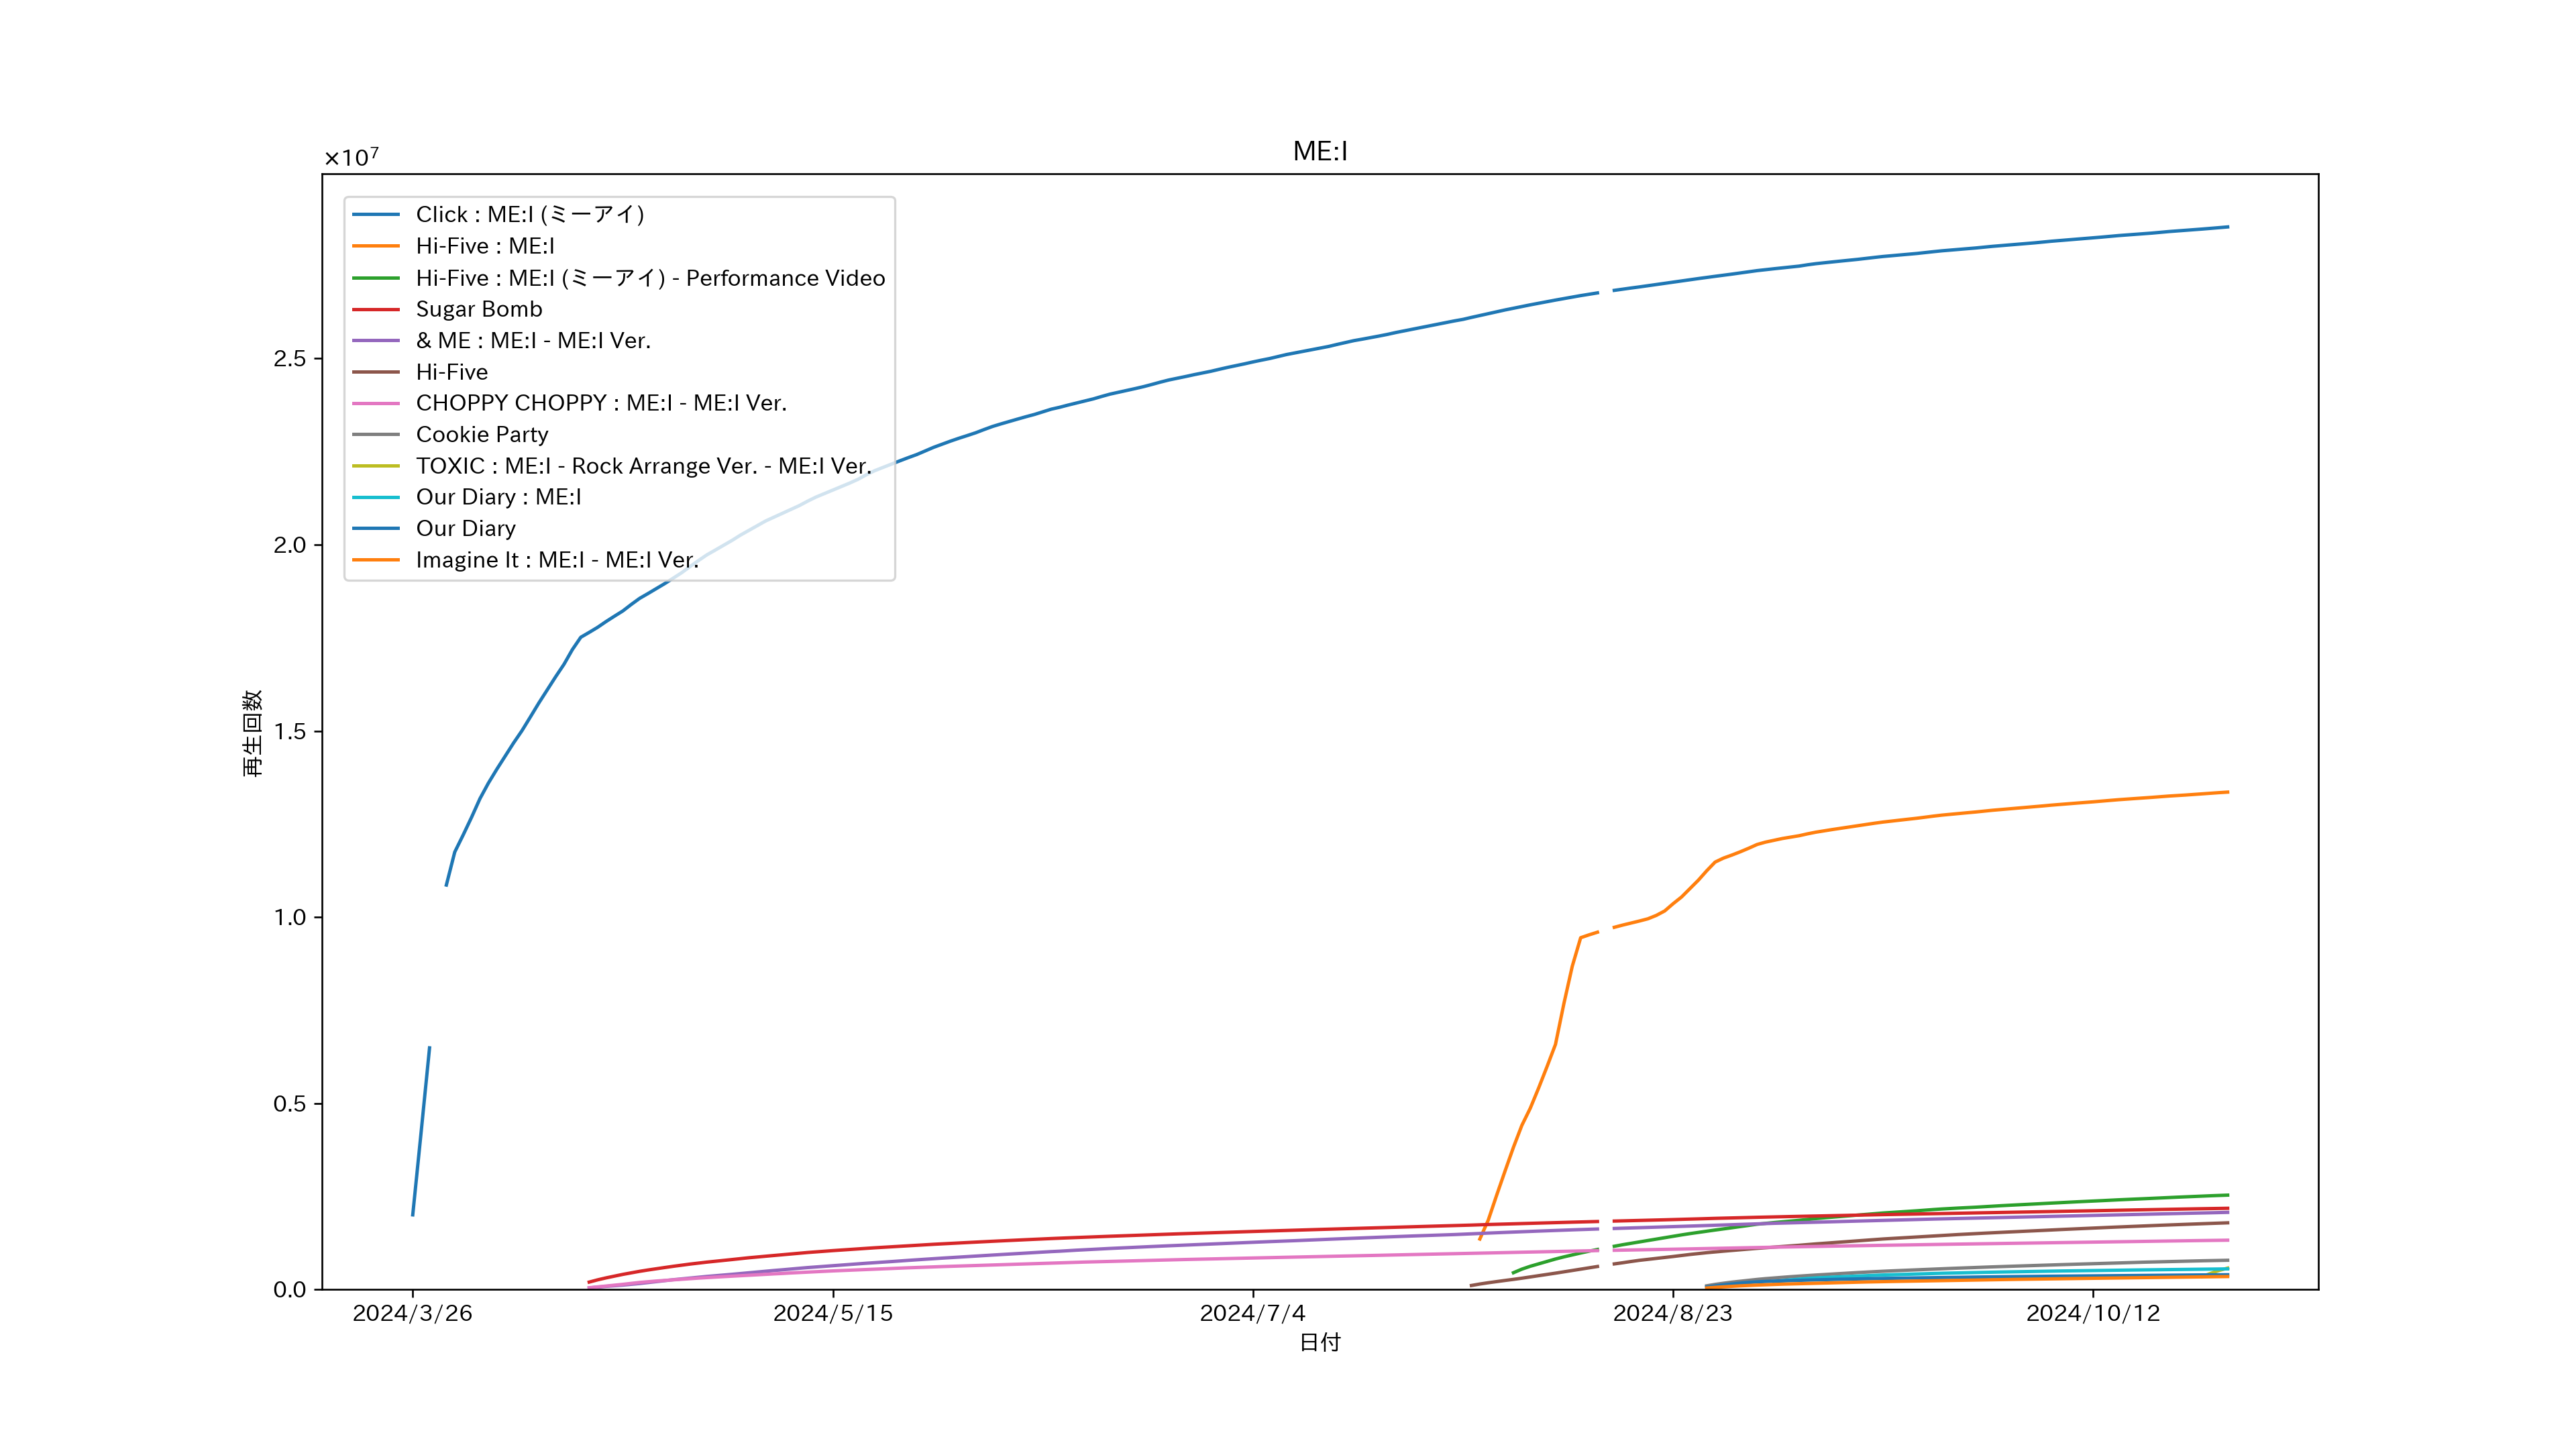 ME:I
×10⁷
Click : ME:I (ミーアイ)
Hi-Five : ME:I
Hi-Five : ME:I (ミーアイ) - Performance Video
Sugar Bomb
& ME : ME:I - ME:I Ver.
Hi-Five
CHOPPY CHOPPY : ME:I - ME:I Ver.
Cookie Party
TOXIC : ME:I - Rock Arrange Ver. - ME:I Ver.
Our Diary : ME:I
Our Diary
Imagine It : ME:I - ME:I Ver.
2.5
2.0
1.5
1.0
0.5
0.0
再生回数
2024/3/26
2024/5/15
2024/7/4
2024/8/23
2024/10/12
日付